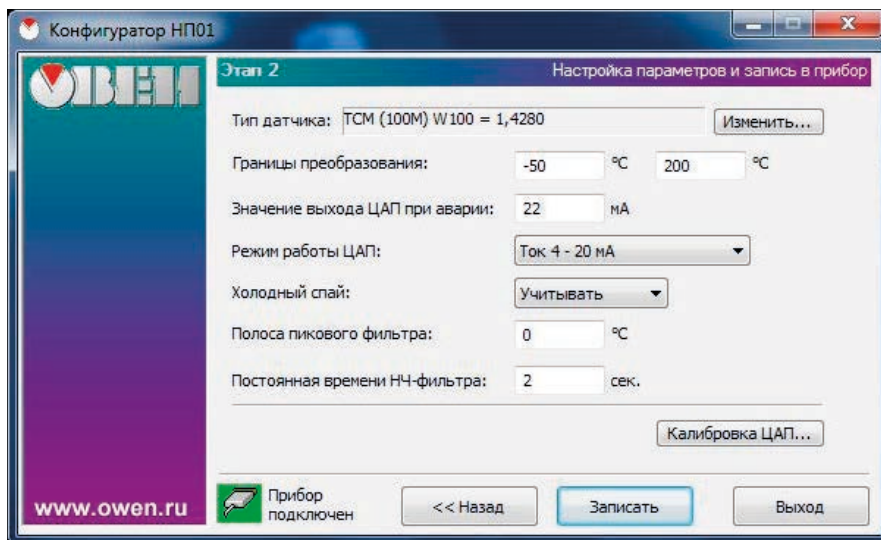 Конфигуратор НП01
ОВЕН
Этап 2
Настройка параметров и запись в прибор
Тип датчика: ТСМ (100М) W100 = 1,4280 Изменить...
Границы преобразования: -50 °C 200 °C
Значение выхода ЦАП при аварии: 22 мА
Режим работы ЦАП: Ток 4 - 20 мА
Холодный спай: Учитывать
Полоса пикового фильтра: 0 °C
Постоянная времени НЧ-фильтра: 2 сек.
Калибровка ЦАП...
www.owen.ru
Прибор
подключен
<< Назад Записать Выход